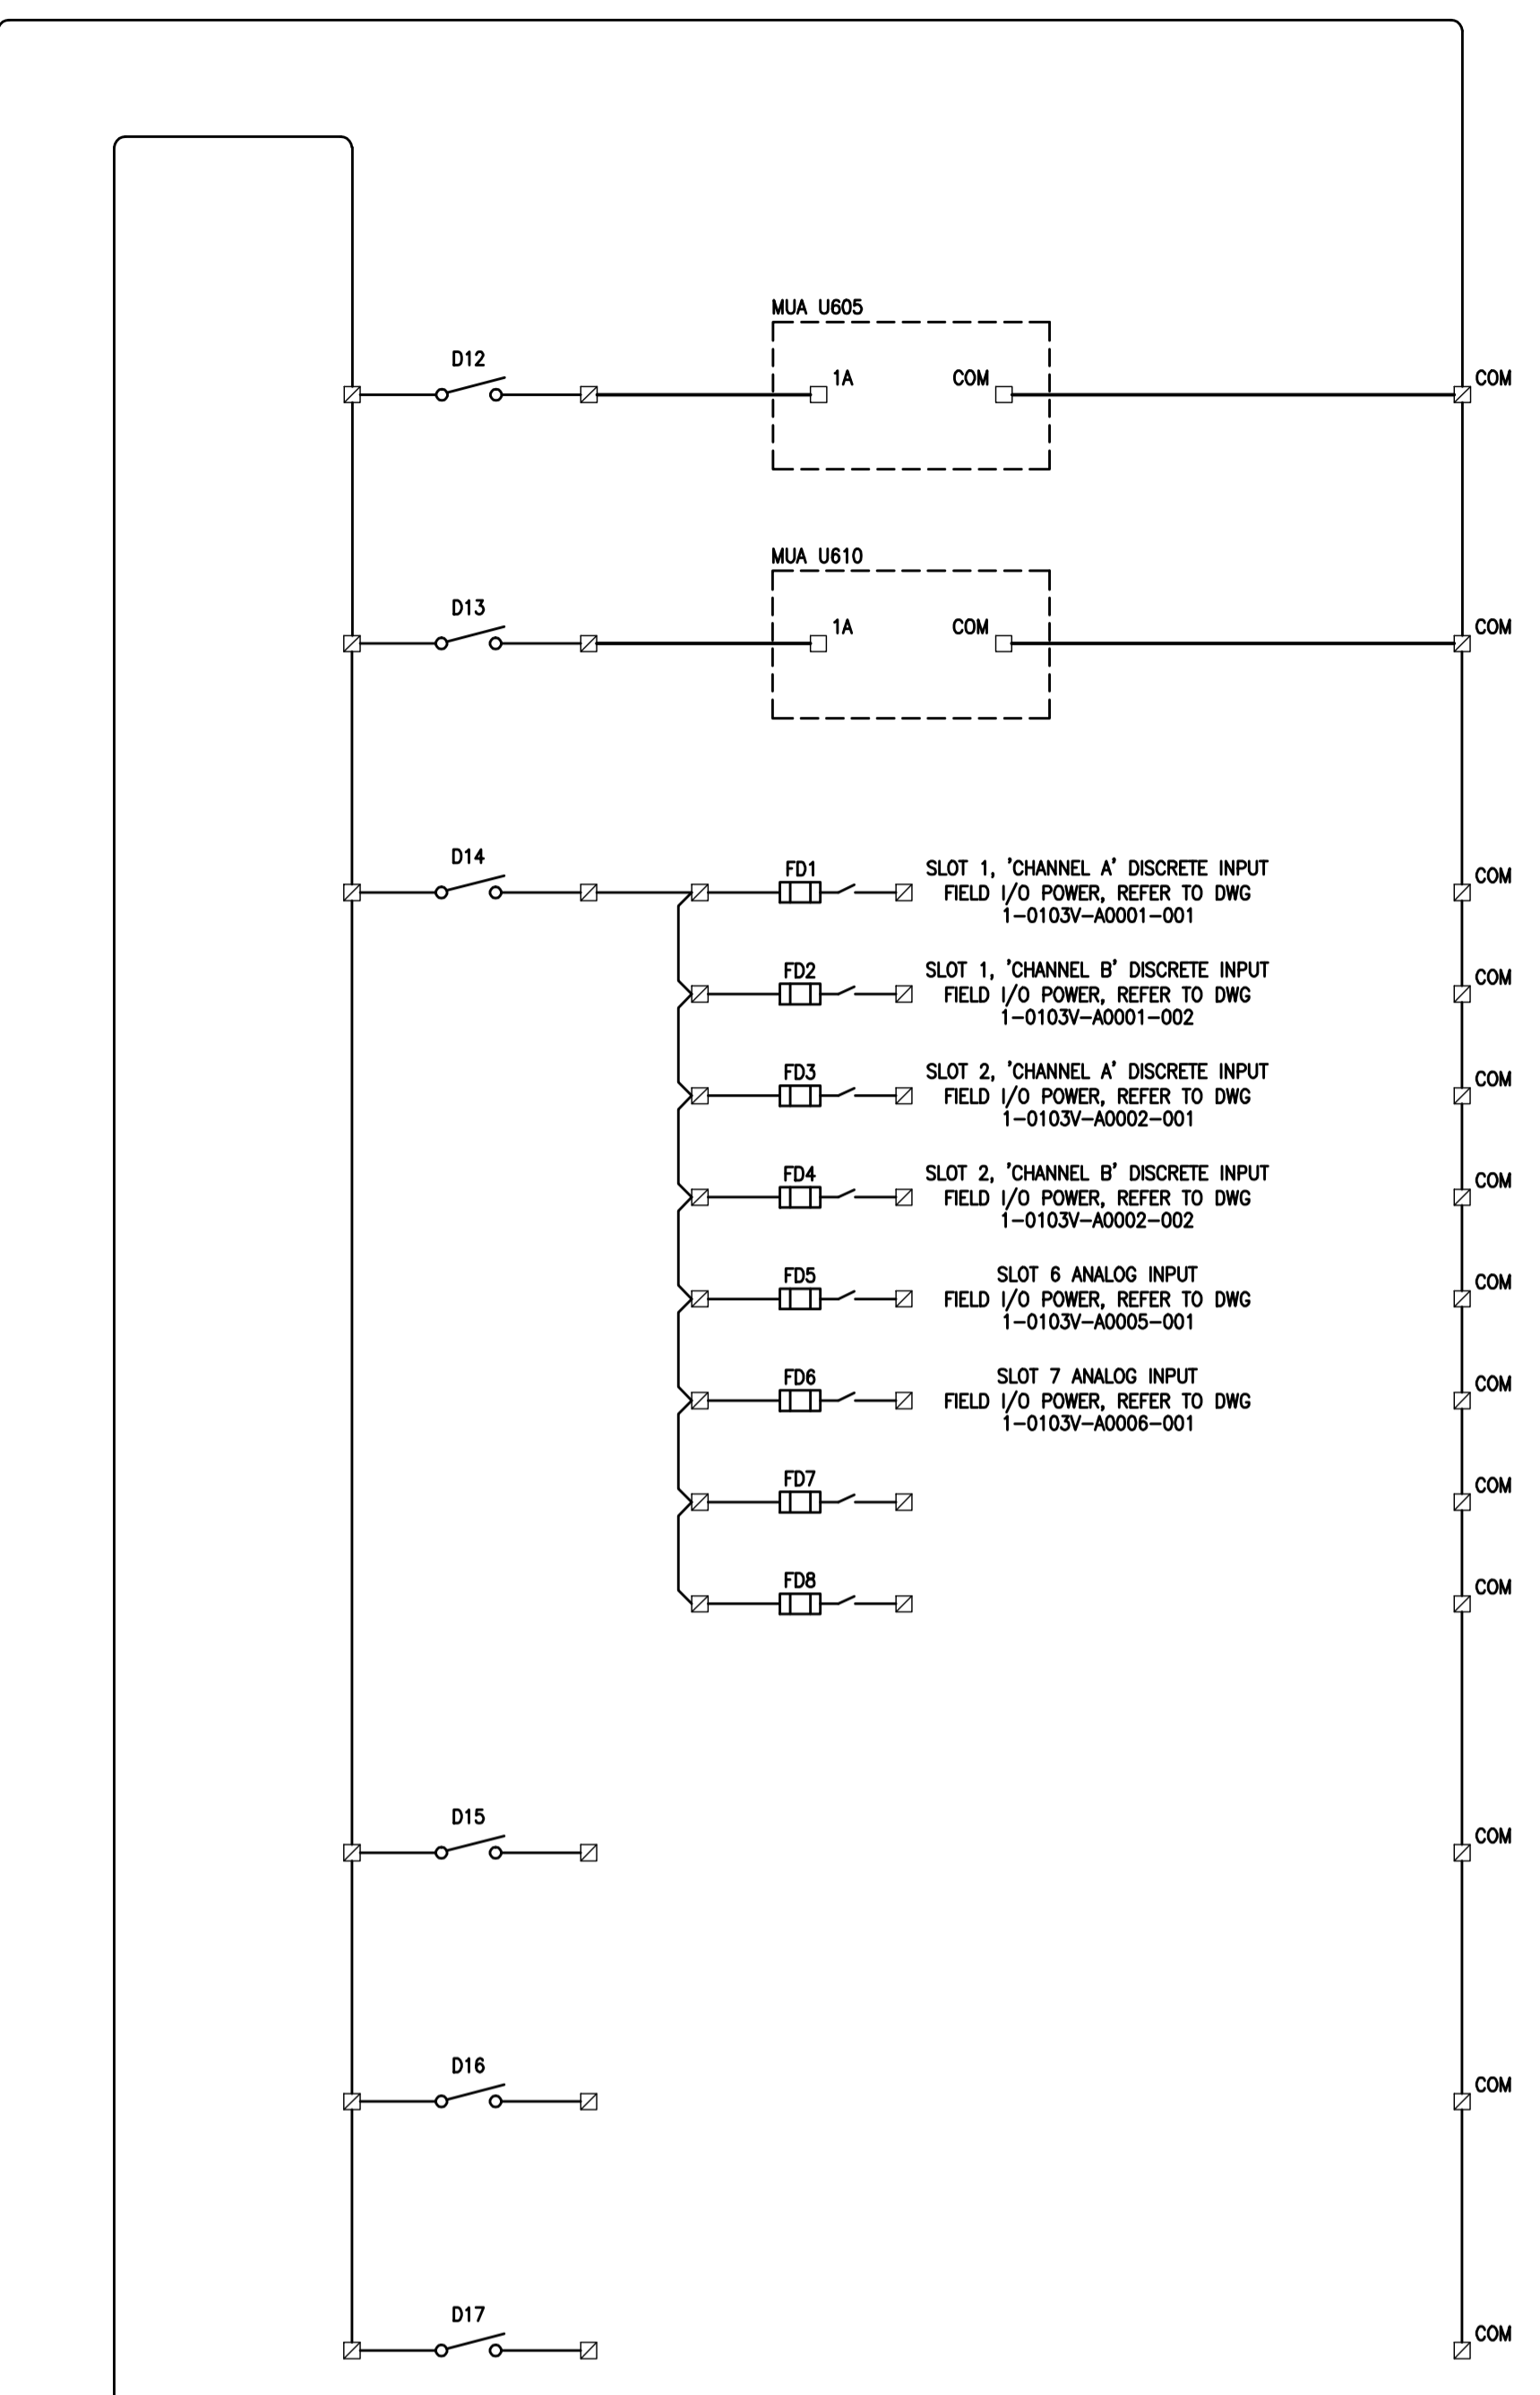 MUA U605
D12
1A
COM
COM
MUA U610
D13
1A
COM
COM
D14
FD1
SLOT 1, 'CHANNEL A' DISCRETE INPUT
FIELD I/O POWER, REFER TO DWG
1-0103V-A0001-001
COM
FD2
SLOT 1, 'CHANNEL B' DISCRETE INPUT
FIELD I/O POWER, REFER TO DWG
1-0103V-A0001-002
COM
FD3
SLOT 2, 'CHANNEL A' DISCRETE INPUT
FIELD I/O POWER, REFER TO DWG
1-0103V-A0002-001
COM
FD4
SLOT 2, 'CHANNEL B' DISCRETE INPUT
FIELD I/O POWER, REFER TO DWG
1-0103V-A0002-002
COM
FD5
SLOT 6 ANALOG INPUT
FIELD I/O POWER, REFER TO DWG
1-0103V-A0005-001
COM
FD6
SLOT 7 ANALOG INPUT
FIELD I/O POWER, REFER TO DWG
1-0103V-A0006-001
COM
FD7
COM
FD8
COM
D15
COM
D16
COM
D17
COM